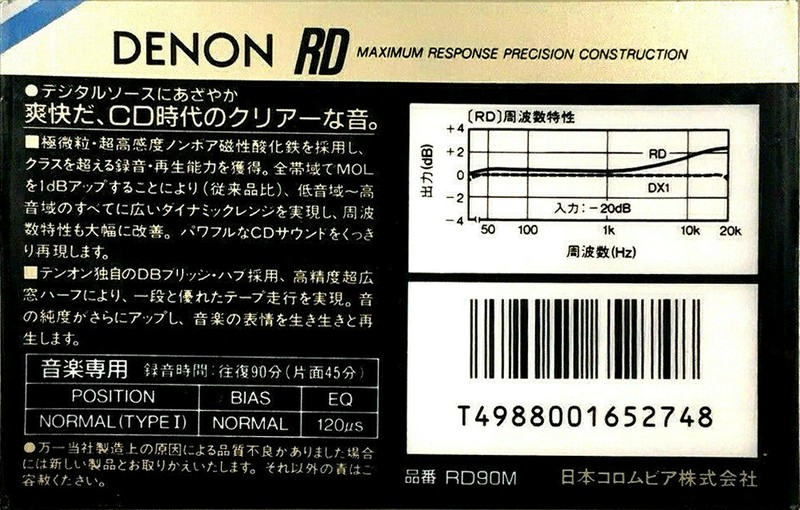 DENON RD MAXIMUM RESPONSE PRECISION CONSTRUCTION
●デジタルソースにあざやか
爽快だ、CD時代のクリアーな音。
■極微粒・超高感度ノンポア磁性酸化鉄を採用し、
クラスを超える録音・再生能力を獲得。全帯域でMOL
を1dBアップすることにより(従来品比)、低音域～高
音域のすべてに広いダイナミックレンジを実現し、周波
数特性も大幅に改善。パワフルなCDサウンドをくっき
り再現します。
■デンオン独自のDBブリッジ・ハブ採用、高精度超広
窓ハーフにより、一段と優れたテープ走行を実現。音
の純度がさらにアップし、音楽の表情を生き生きと再
生します。
音楽専用 録音時間:往復90分(片面45分)
POSITION BIAS EQ
NORMAL(TYPE I) NORMAL 120μs
●万一当社製造上の原因による品質不良がありました場合
には新しい製品とお取りかえいたします。それ以外の責はご
容赦ください。
〔RD〕周波数特性
出力(dB)
+4
+2
0
−2
−4
RD
DX1
入力:−20dB
50 100 1k 10k 20k
周波数(Hz)
T4988001652748
品番 RD90M 日本コロムビア株式会社